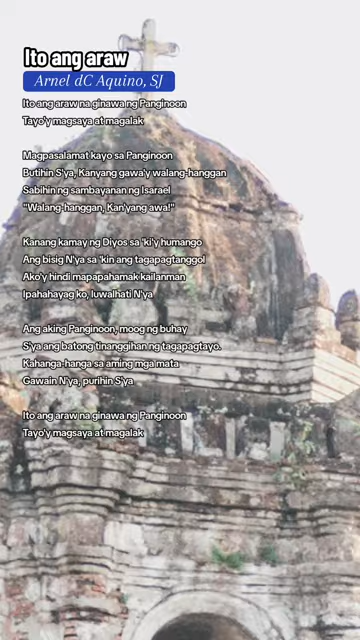 Ito ang araw
Arnel dC Aquino, SJ
Ito ang araw na ginawa ng Panginoon
Tayo'y magsaya at magalak
Magpasalamat kayo sa Panginoon
Butihin S'ya, Kanyang gawa'y walang-hanggan
Sabihin ng sambayanan ng Isarael
"Walang-hanggan, Kan'yang awa!"
Kanang kamay ng Diyos sa 'ki'y humango
Ang bisig N'ya sa 'kin ang tagapagtanggol
Ako'y hindi mapapahamak kailanman
Ipahahayag ko, luwalhati N'ya
Ang aking Panginoon, moog ng buhay
S'ya ang batong tinanggihan ng tagapagtayo.
Kahanga-hanga sa aming mga mata
Gawain N'ya, purihin S'ya
Ito ang araw na ginawa ng Panginoon
Tayo'y magsaya at magalak